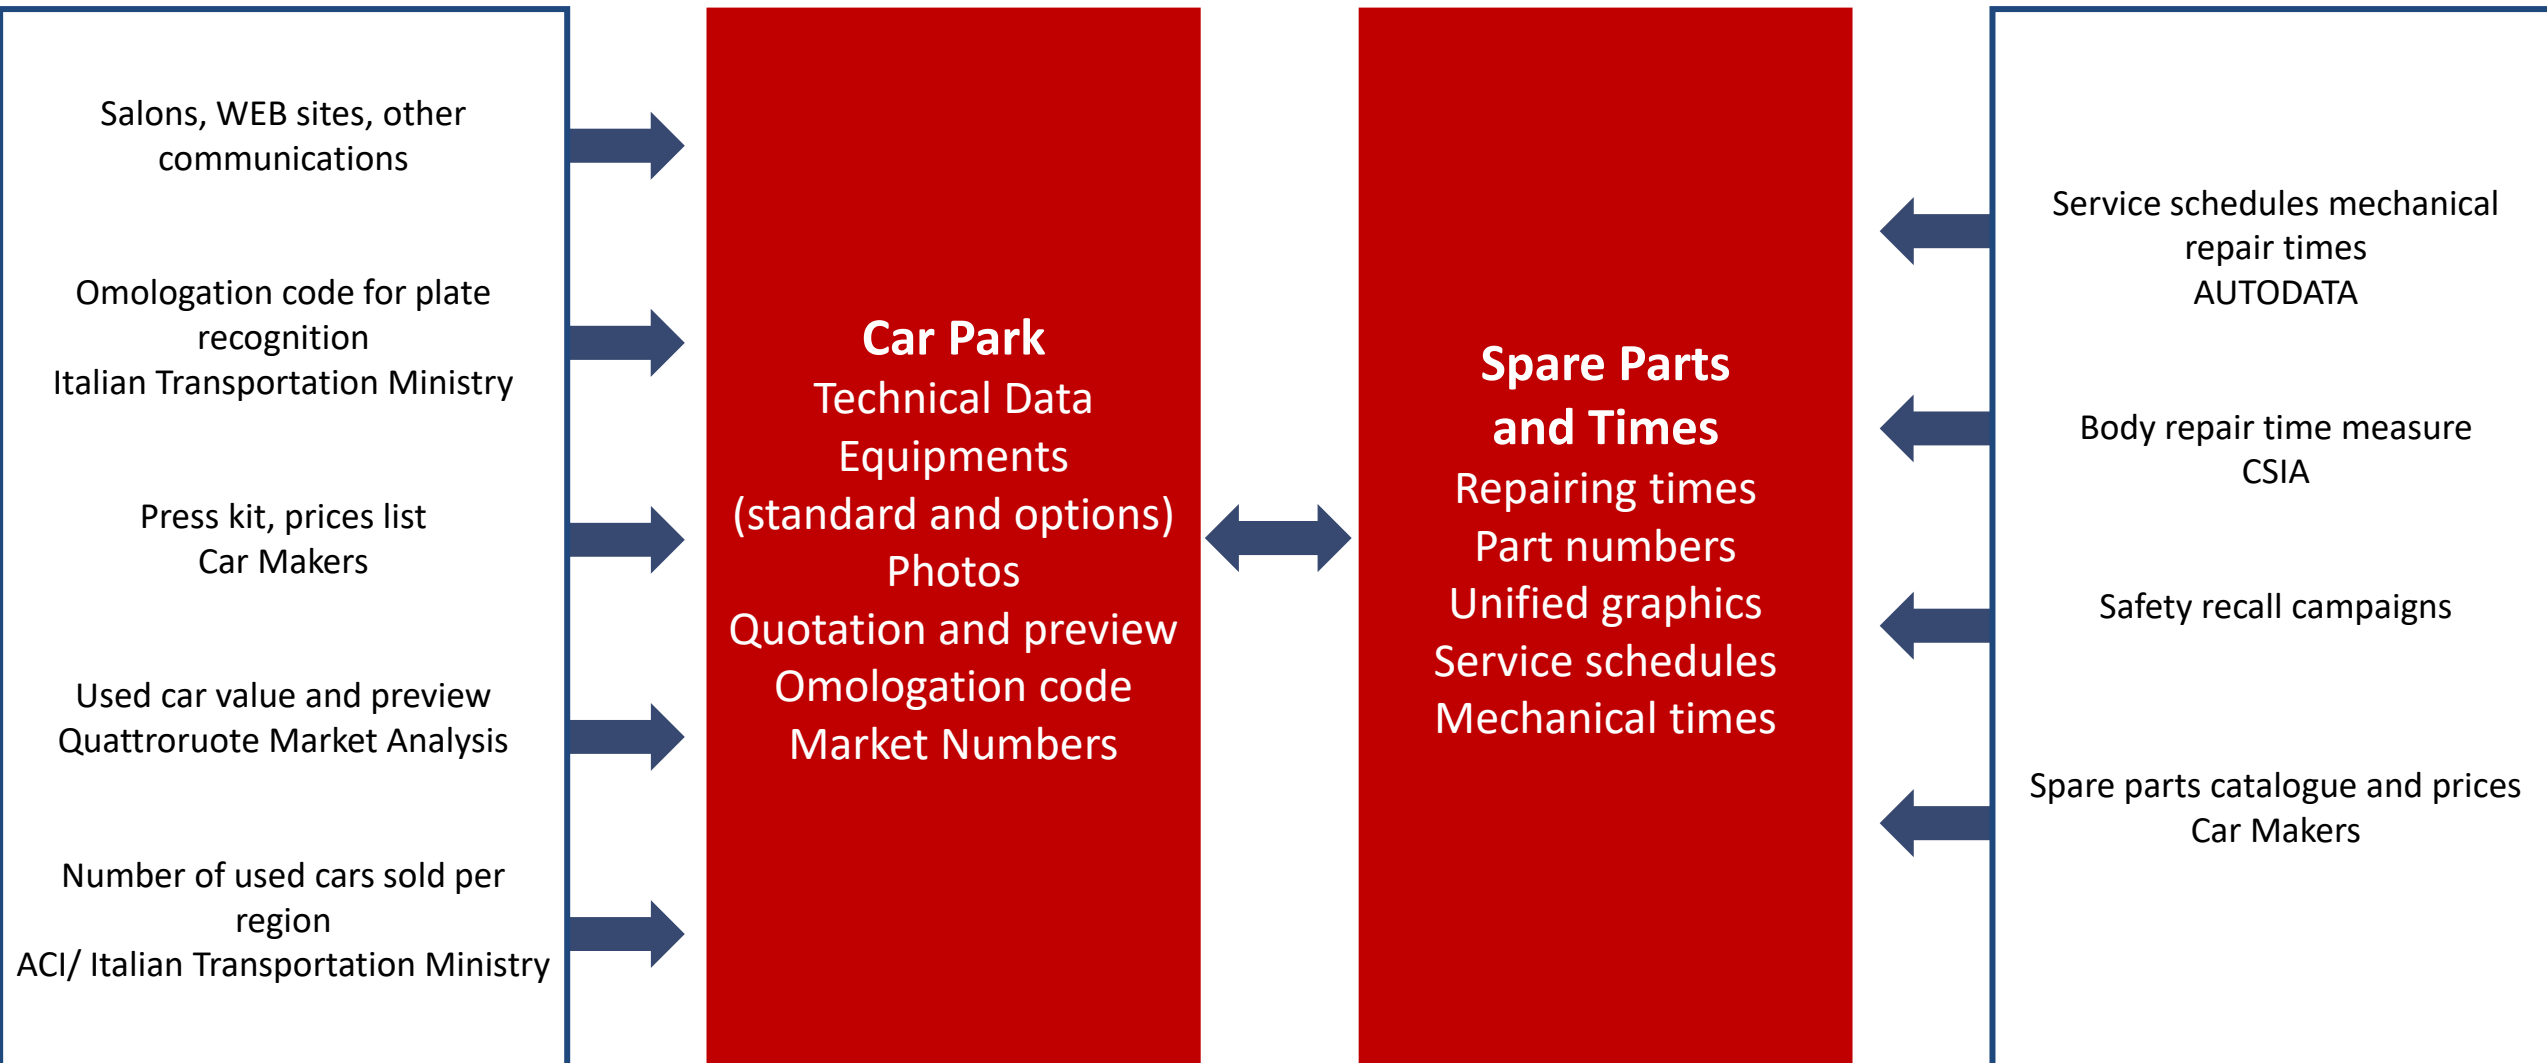 Salons, WEB sites, other
communications
Omologation code for plate
recognition
Italian Transportation Ministry
Press kit, prices list
Car Makers
Used car value and preview
Quattroruote Market Analysis
Number of used cars sold per
region
ACI/ Italian Transportation Ministry
Car Park
Technical Data
Equipments
(standard and options)
Photos
Quotation and preview
Omologation code
Market Numbers
Spare Parts
and Times
Repairing times
Part numbers
Unified graphics
Service schedules
Mechanical times
Service schedules mechanical
repair times
AUTODATA
Body repair time measure
CSIA
Safety recall campaigns
Spare parts catalogue and prices
Car Makers